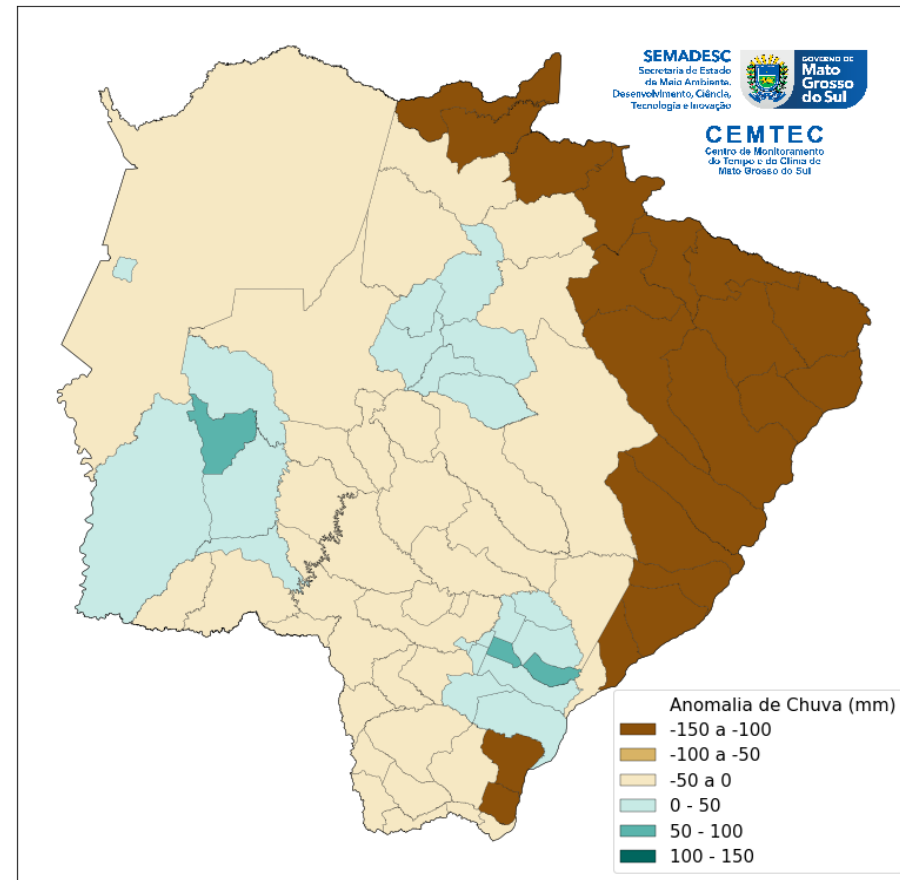 SEMADESC
Secretaria de Estado
de Meio Ambiente,
Desenvolvimento, Ciência,
Tecnologia e Inovação
GOVERNO DE
Mato
Grosso
do Sul
CEMTEC
Centro de Monitoramento
do Tempo e do Clima de
Mato Grosso do Sul
Anomalia de Chuva (mm)
-150 a -100
-100 a -50
-50 a 0
0 - 50
50 - 100
100 - 150